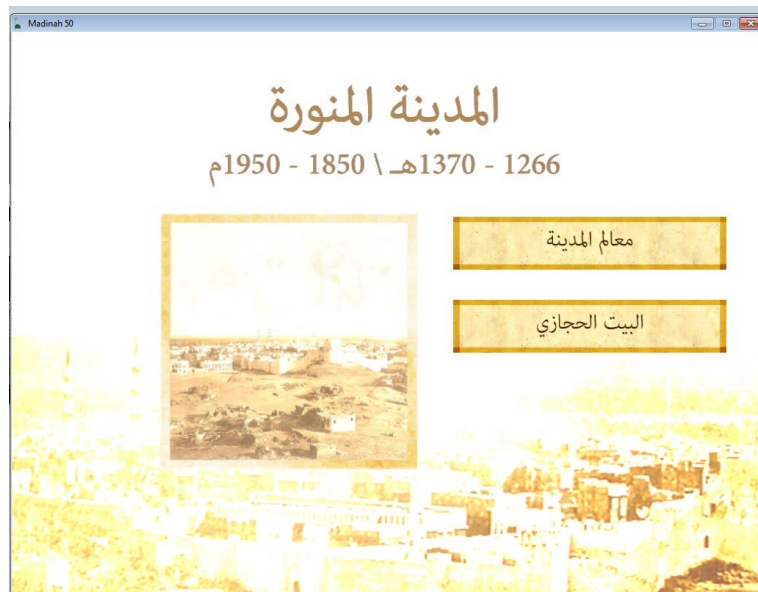 Madinah 50
المدينة المنورة
1266 - 1370هـ \ 1850 - 1950م
معالم المدينة
البيت الحجازي